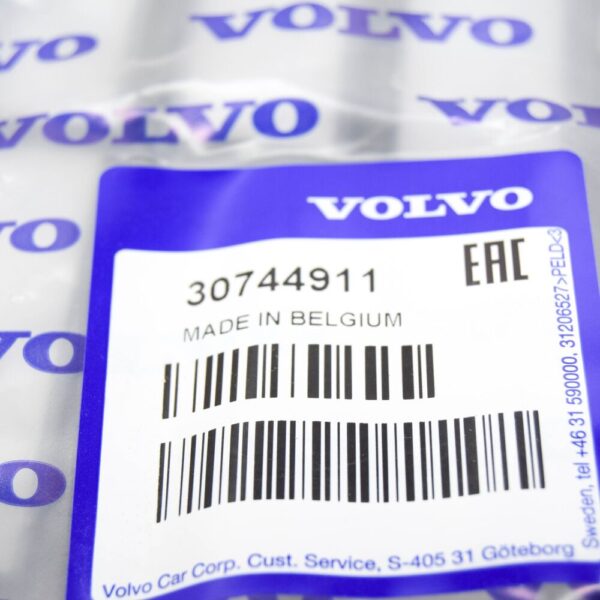 VOLVO
VOLVO
VOLVO
VOLVO
VOLVO
VOLVO
30744911
EAC
MADE IN BELGIUM
Volvo Car Corp. Cust. Service, S-405 31 Göteborg
Sweden, tel +46 31 590000, 31206527>PELD<3